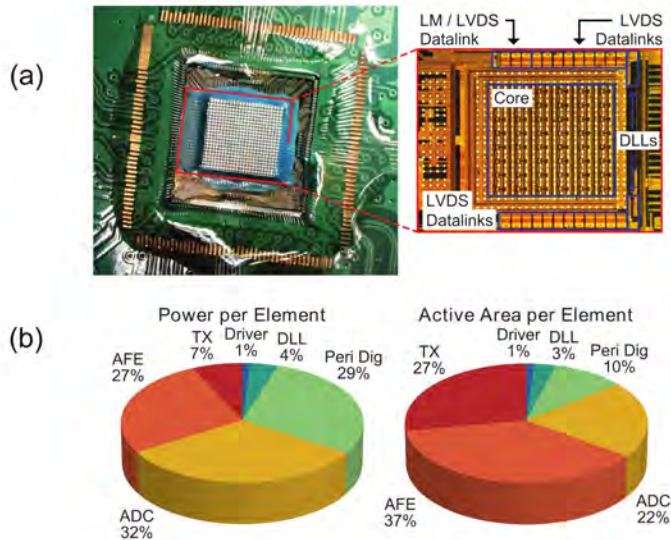 (a)
LM / LVDS
Datalink
LVDS
Datalinks
Core
DLLs
LVDS
Datalinks
(b)
Power per Element
Driver
1%
TX
7%
DLL
4%
AFE
27%
Peri Dig
29%
ADC
32%
Active Area per Element
Driver
1%
TX
27%
DLL
3%
Peri Dig
10%
AFE
37%
ADC
22%